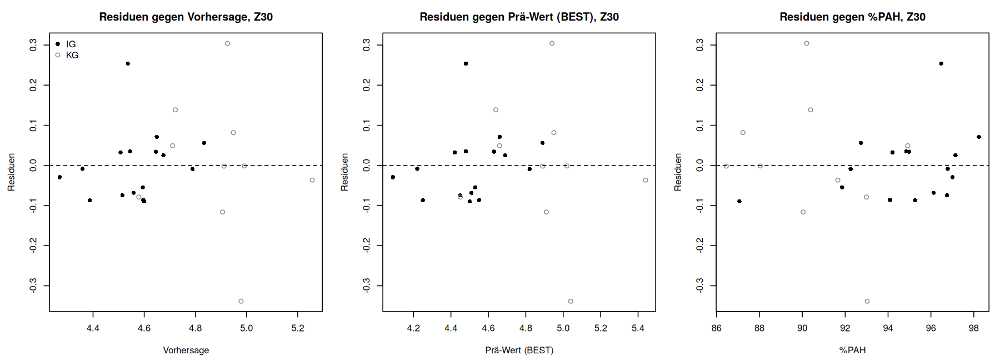 Residuen gegen Vorhersage, Z30
IG
KG
0.3
0.2
0.1
0.0
-0.1
-0.2
-0.3
Residuen
4.4 4.6 4.8 5.0 5.2
Vorhersage
Residuen gegen Prä-Wert (BEST), Z30
0.3
0.2
0.1
0.0
-0.1
-0.2
-0.3
Residuen
4.2 4.4 4.6 4.8 5.0 5.2 5.4
Prä-Wert (BEST)
Residuen gegen %PAH, Z30
0.3
0.2
0.1
0.0
-0.1
-0.2
-0.3
Residuen
86 88 90 92 94 96 98
%PAH